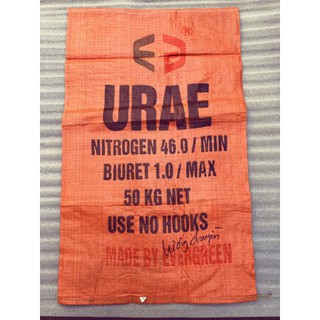 ®
URAE
NITROGEN 46.0 / MIN
BIURET 1.0 / MAX
50 KG NET
USE NO HOOKS
MADE BY EVERGREEN